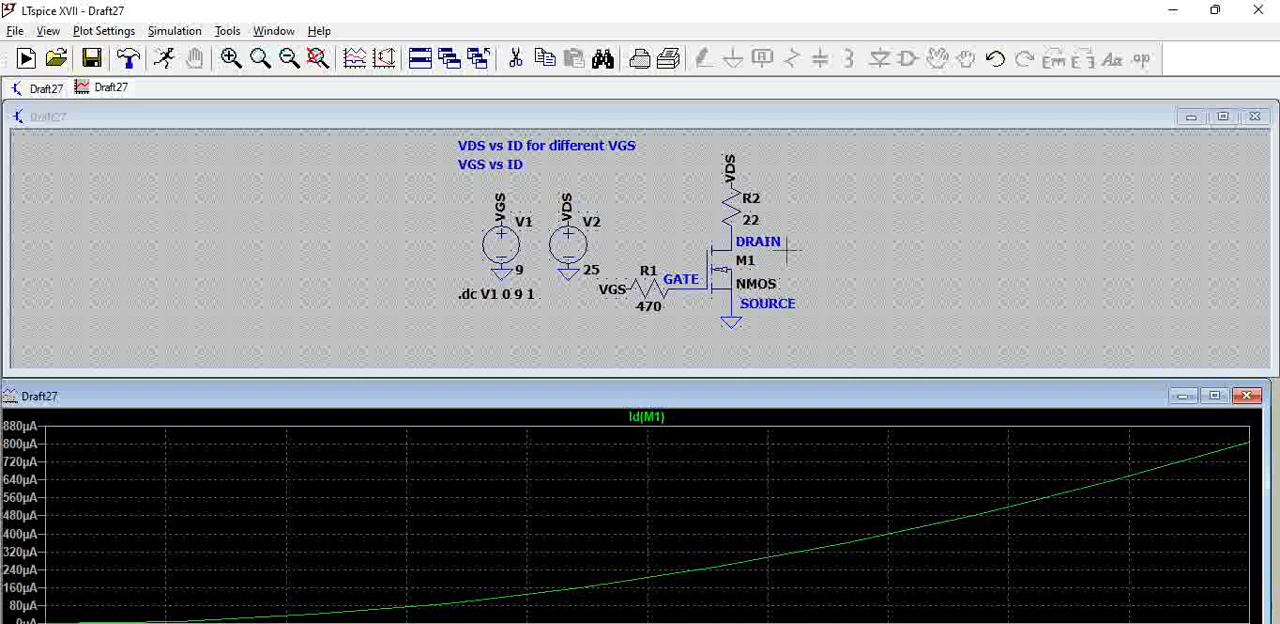 LTspice XVII - Draft27
File View Plot Settings Simulation Tools Window Help
Draft27 Draft27
Draft27
VDS vs ID for different VGS
VGS vs ID
VGS
V1
9
VDS
V2
25
.dc V1 0 9 1
VGS
R1
470
GATE
VDS
R2
22
DRAIN
M1
NMOS
SOURCE
Draft27
Id(M1)
880µA
800µA
720µA
640µA
560µA
480µA
400µA
320µA
240µA
160µA
80µA
0µA